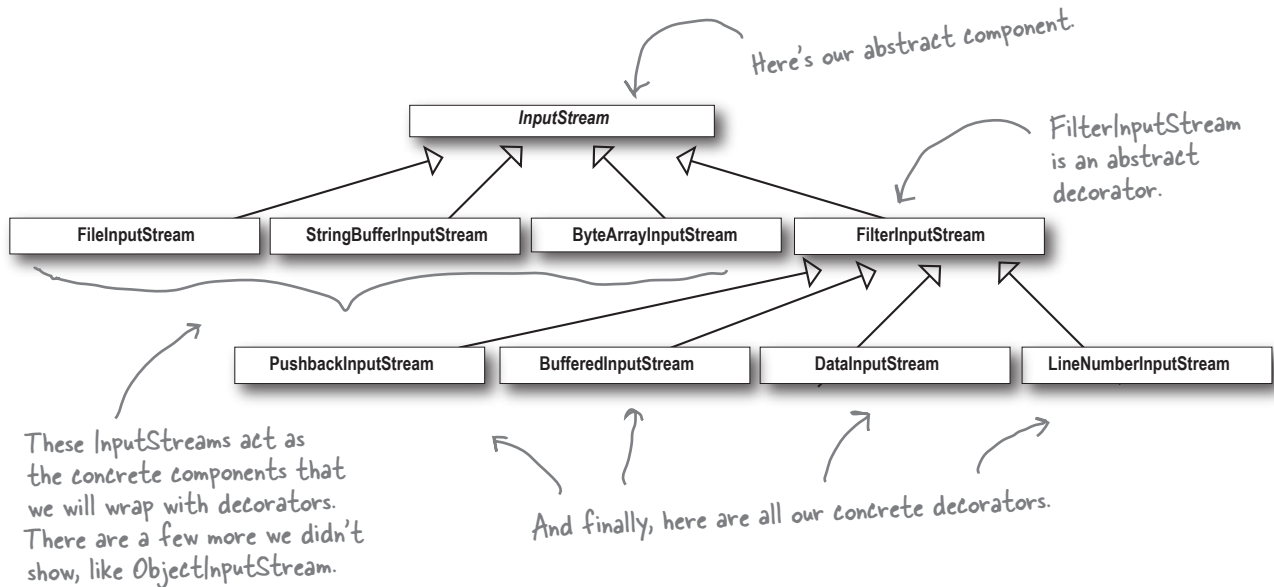 Here's our abstract component.
InputStream
FilterInputStream
is an abstract
decorator.
FileInputStream
StringBufferInputStream
ByteArrayInputStream
FilterInputStream
PushbackInputStream
BufferedInputStream
DataInputStream
LineNumberInputStream
These InputStreams act as
the concrete components that
we will wrap with decorators.
There are a few more we didn't
show, like ObjectInputStream.
And finally, here are all our concrete decorators.